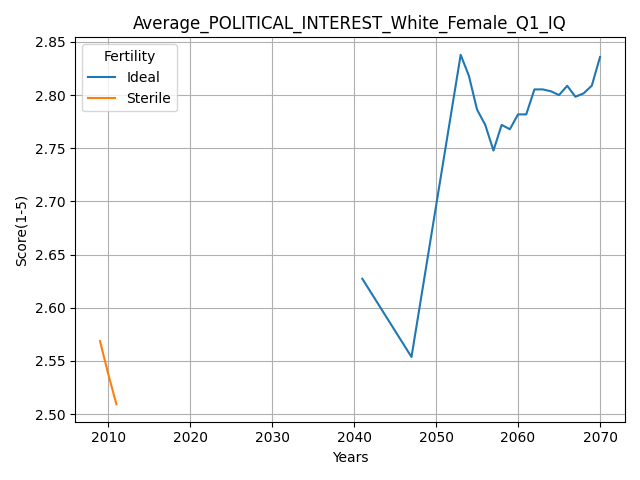 Average_POLITICAL_INTEREST_White_Female_Q1_IQ
2.85
2.80
2.75
2.70
2.65
2.60
2.55
2.50
Score(1-5)
Fertility
Ideal
Sterile
2010 2020 2030 2040 2050 2060 2070
Years